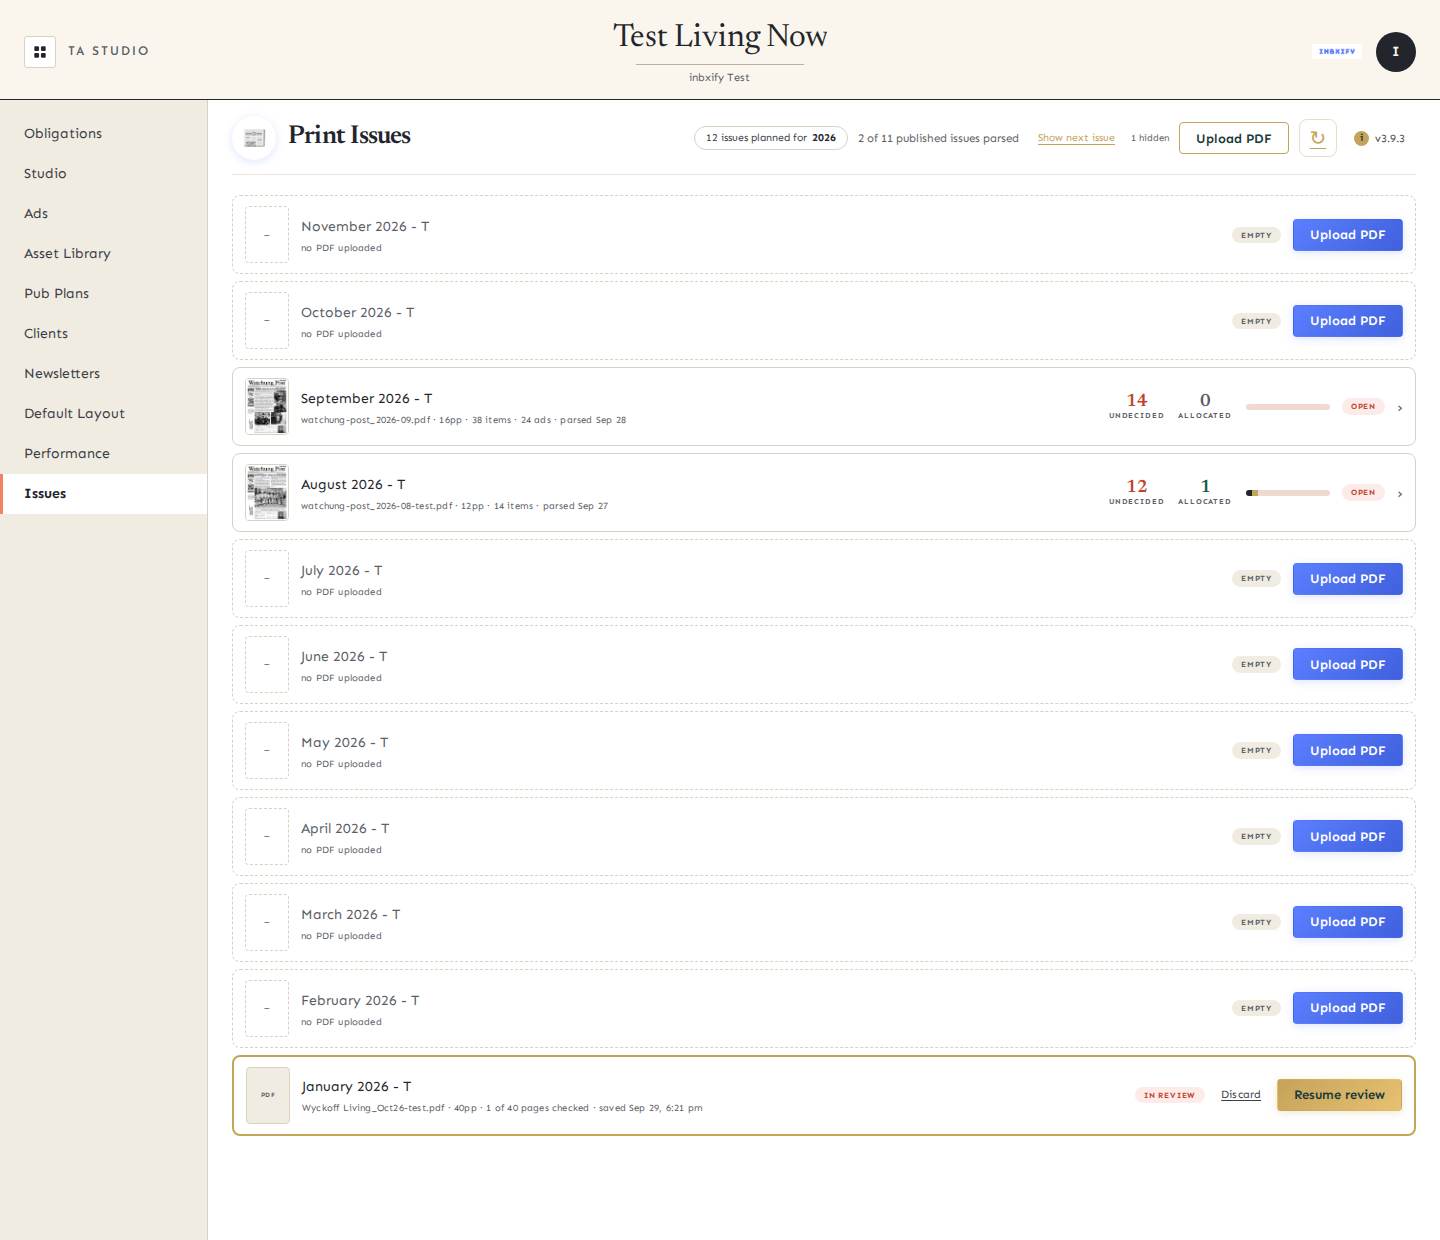 TA STUDIO
Test Living Now
inbxify Test
INBXIFY
I
Obligations
Studio
Ads
Asset Library
Pub Plans
Clients
Newsletters
Default Layout
Performance
Issues
Print Issues
12 issues planned for 2026
2 of 11 published issues parsed
Show next issue
1 hidden
Upload PDF
↻
i
v3.9.3
–
November 2026 - T
no PDF uploaded
EMPTY
Upload PDF
–
October 2026 - T
no PDF uploaded
EMPTY
Upload PDF
Watchung Post
September 2026 - T
watchung-post_2026-09.pdf · 16pp · 38 items · 24 ads · parsed Sep 28
14
UNDECIDED
0
ALLOCATED
OPEN
›
Watchung Post
August 2026 - T
watchung-post_2026-08-test.pdf · 12pp · 14 items · parsed Sep 27
12
UNDECIDED
1
ALLOCATED
OPEN
›
–
July 2026 - T
no PDF uploaded
EMPTY
Upload PDF
–
June 2026 - T
no PDF uploaded
EMPTY
Upload PDF
–
May 2026 - T
no PDF uploaded
EMPTY
Upload PDF
–
April 2026 - T
no PDF uploaded
EMPTY
Upload PDF
–
March 2026 - T
no PDF uploaded
EMPTY
Upload PDF
–
February 2026 - T
no PDF uploaded
EMPTY
Upload PDF
PDF
January 2026 - T
Wyckoff Living_Oct26-test.pdf · 40pp · 1 of 40 pages checked · saved Sep 29, 6:21 pm
IN REVIEW
Discard
Resume review